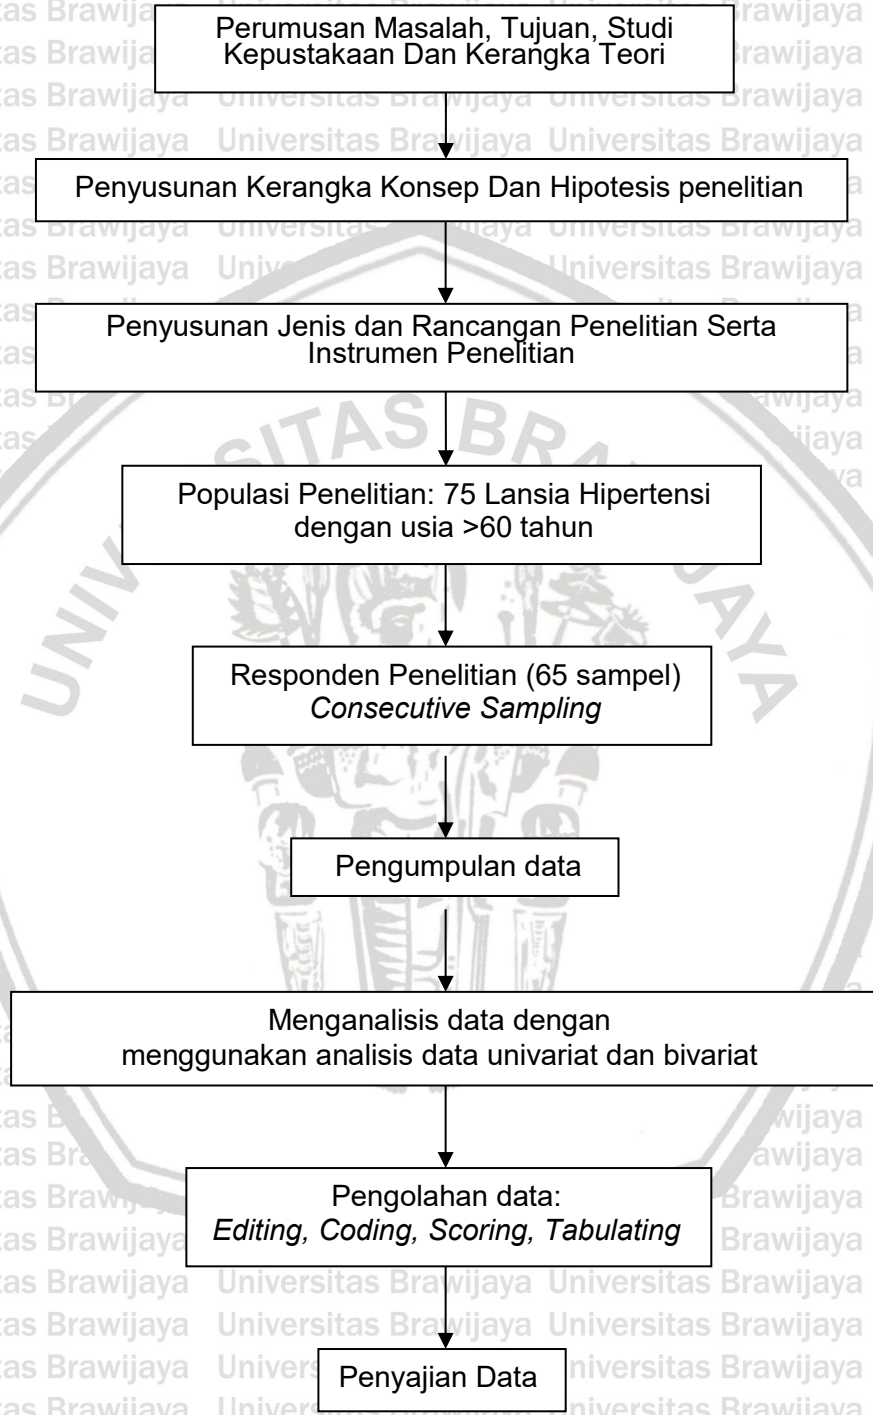 Perumusan Masalah, Tujuan, Studi
Kepustakaan Dan Kerangka Teori
Penyusunan Kerangka Konsep Dan Hipotesis penelitian
Penyusunan Jenis dan Rancangan Penelitian Serta
Instrumen Penelitian
Populasi Penelitian: 75 Lansia Hipertensi
dengan usia >60 tahun
Responden Penelitian (65 sampel)
Consecutive Sampling
Pengumpulan data
Menganalisis data dengan
menggunakan analisis data univariat dan bivariat
Pengolahan data:
Editing, Coding, Scoring, Tabulating
Penyajian Data